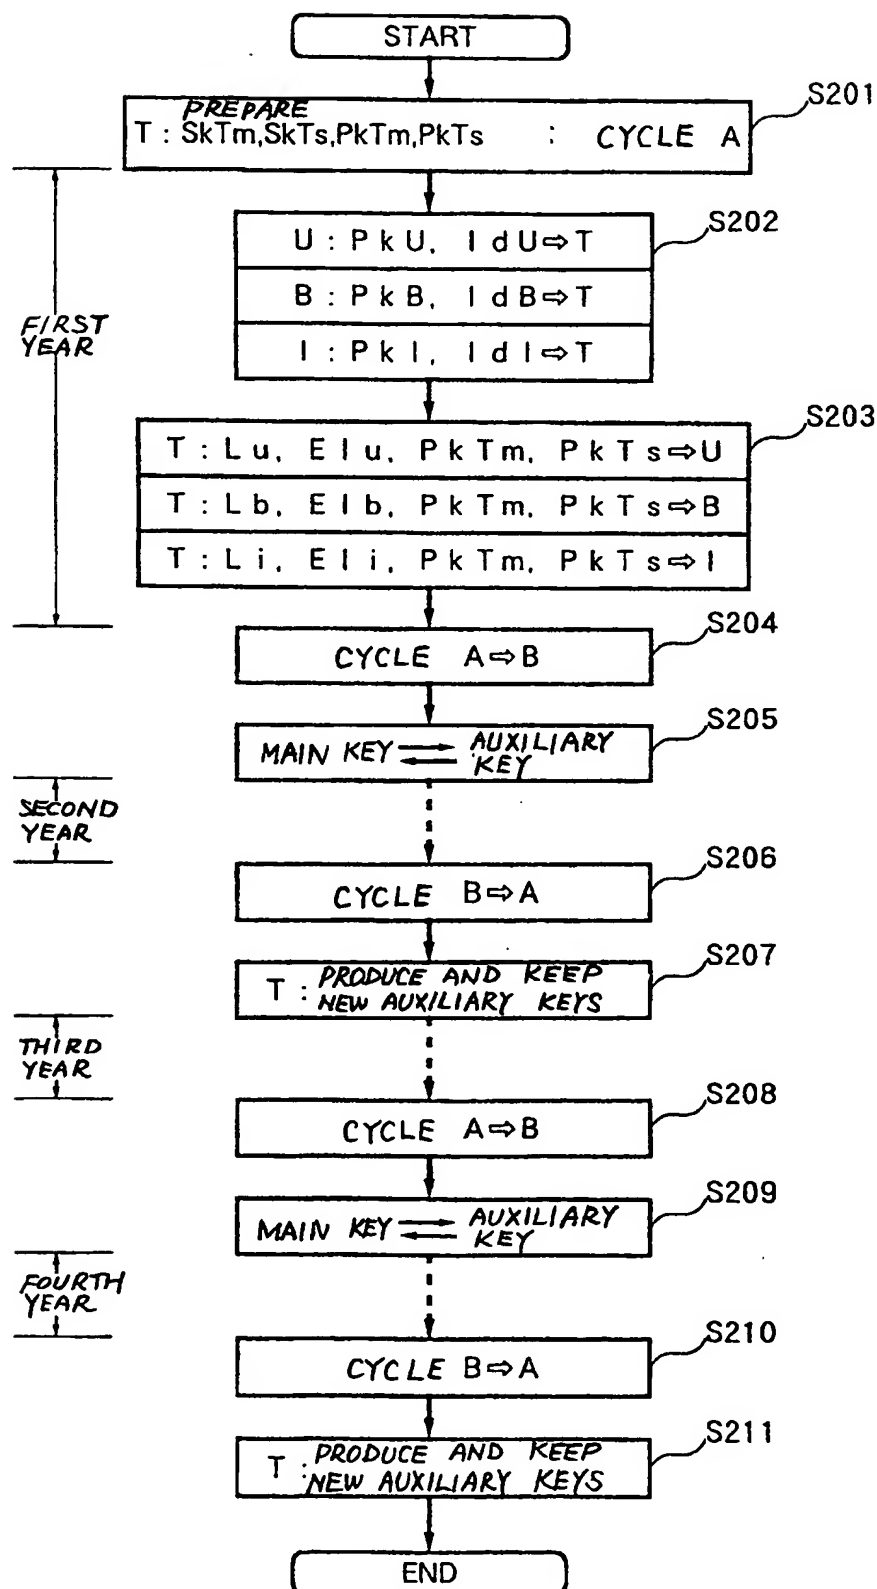 START
S201
PREPARE
T : SkTm,SkTs,PkTm,PkTs : CYCLE A
S202
U : PkU, IdU⇨T
B : PkB, IdB⇨T
I : PkI, IdI⇨T
FIRST
YEAR
S203
T : Lu, Elu, PkTm, PkTs⇨U
T : Lb, Elb, PkTm, PkTs⇨B
T : Li, Eli, PkTm, PkTs⇨I
S204
CYCLE A⇨B
S205
MAIN KEY ⇄ AUXILIARY
KEY
SECOND
YEAR
S206
CYCLE B⇨A
S207
T : PRODUCE AND KEEP
NEW AUXILIARY KEYS
THIRD
YEAR
S208
CYCLE A⇨B
S209
MAIN KEY ⇄ AUXILIARY
KEY
FOURTH
YEAR
S210
CYCLE B⇨A
S211
T : PRODUCE AND KEEP
NEW AUXILIARY KEYS
END